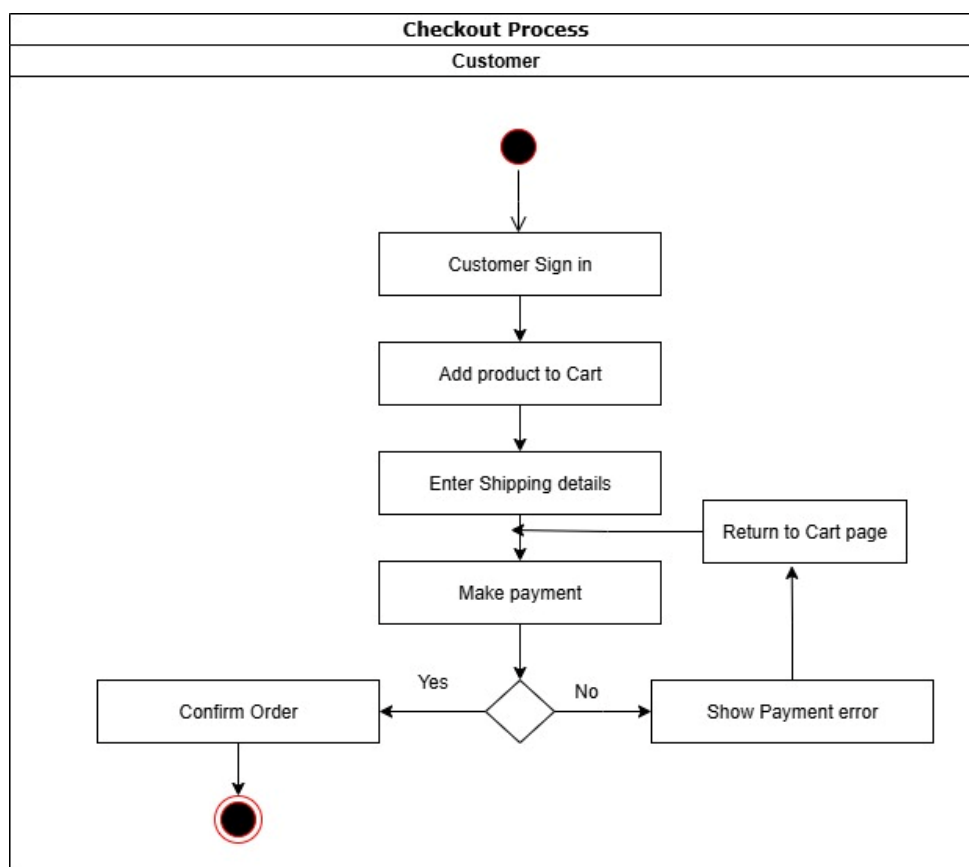 Checkout Process
Customer
Customer Sign in
Add product to Cart
Enter Shipping details
Return to Cart page
Make payment
Yes
No
Confirm Order
Show Payment error